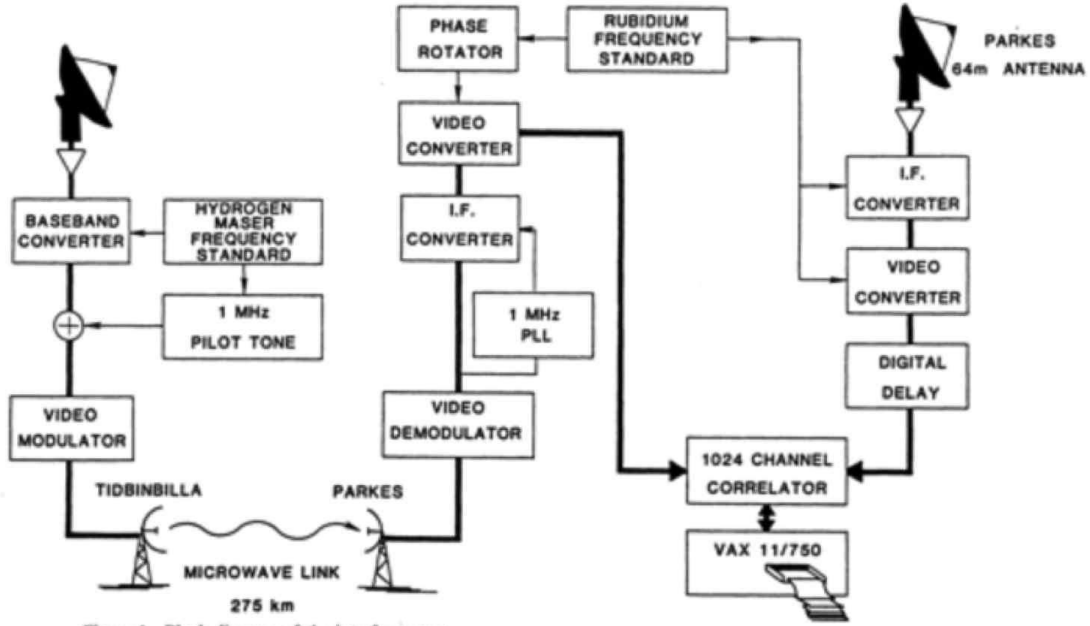 PHASE
ROTATOR
RUBIDIUM
FREQUENCY
STANDARD
PARKES
64m ANTENNA
VIDEO
CONVERTER
I.F.
CONVERTER
BASEBAND
CONVERTER
HYDROGEN
MASER
FREQUENCY
STANDARD
I.F.
CONVERTER
VIDEO
CONVERTER
1 MHz
PILOT TONE
1 MHz
PLL
DIGITAL
DELAY
VIDEO
MODULATOR
VIDEO
DEMODULATOR
1024 CHANNEL
CORRELATOR
TIDBINBILLA
PARKES
VAX 11/750
MICROWAVE LINK
275 km